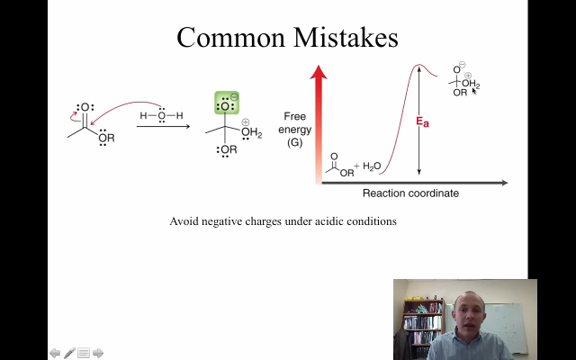 Common Mistakes
:O:
OR
H—O—H
:O:
OH2
:OR
Free
energy
(G)
Ea
O
OH2
OR
O
OR
+ H2O
Reaction coordinate
Avoid negative charges under acidic conditions